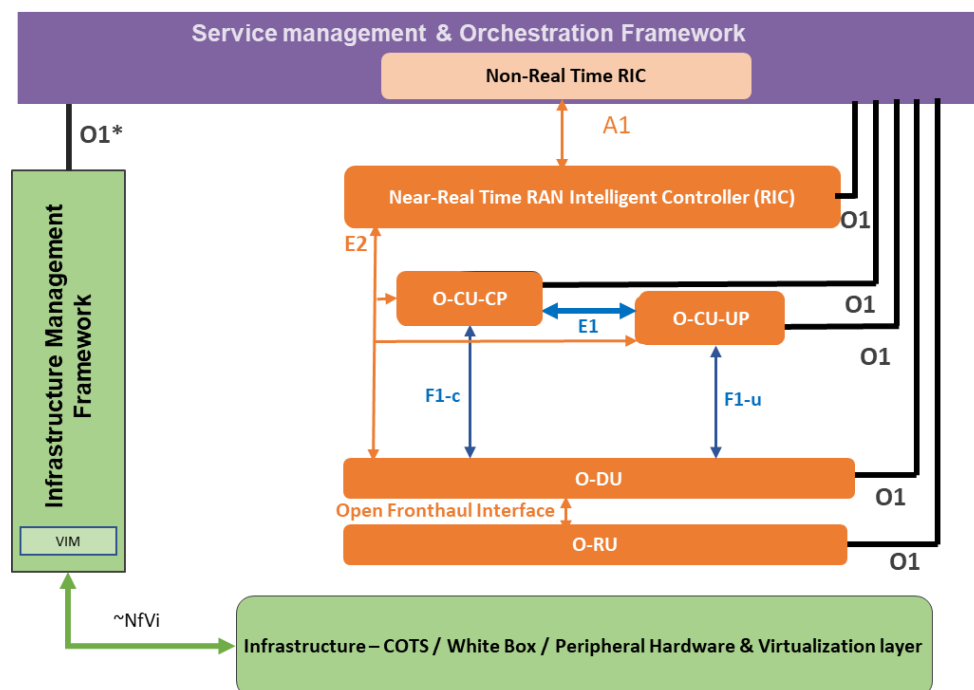 Service management & Orchestration Framework
Non-Real Time RIC
O1*
A1
Near-Real Time RAN Intelligent Controller (RIC)
O1
E2
O-CU-CP
O1
E1
O-CU-UP
O1
Infrastructure Management
Framework
F1-c
F1-u
O-DU
O1
Open Fronthaul Interface
O-RU
O1
VIM
~NfVi
Infrastructure – COTS / White Box / Peripheral Hardware & Virtualization layer